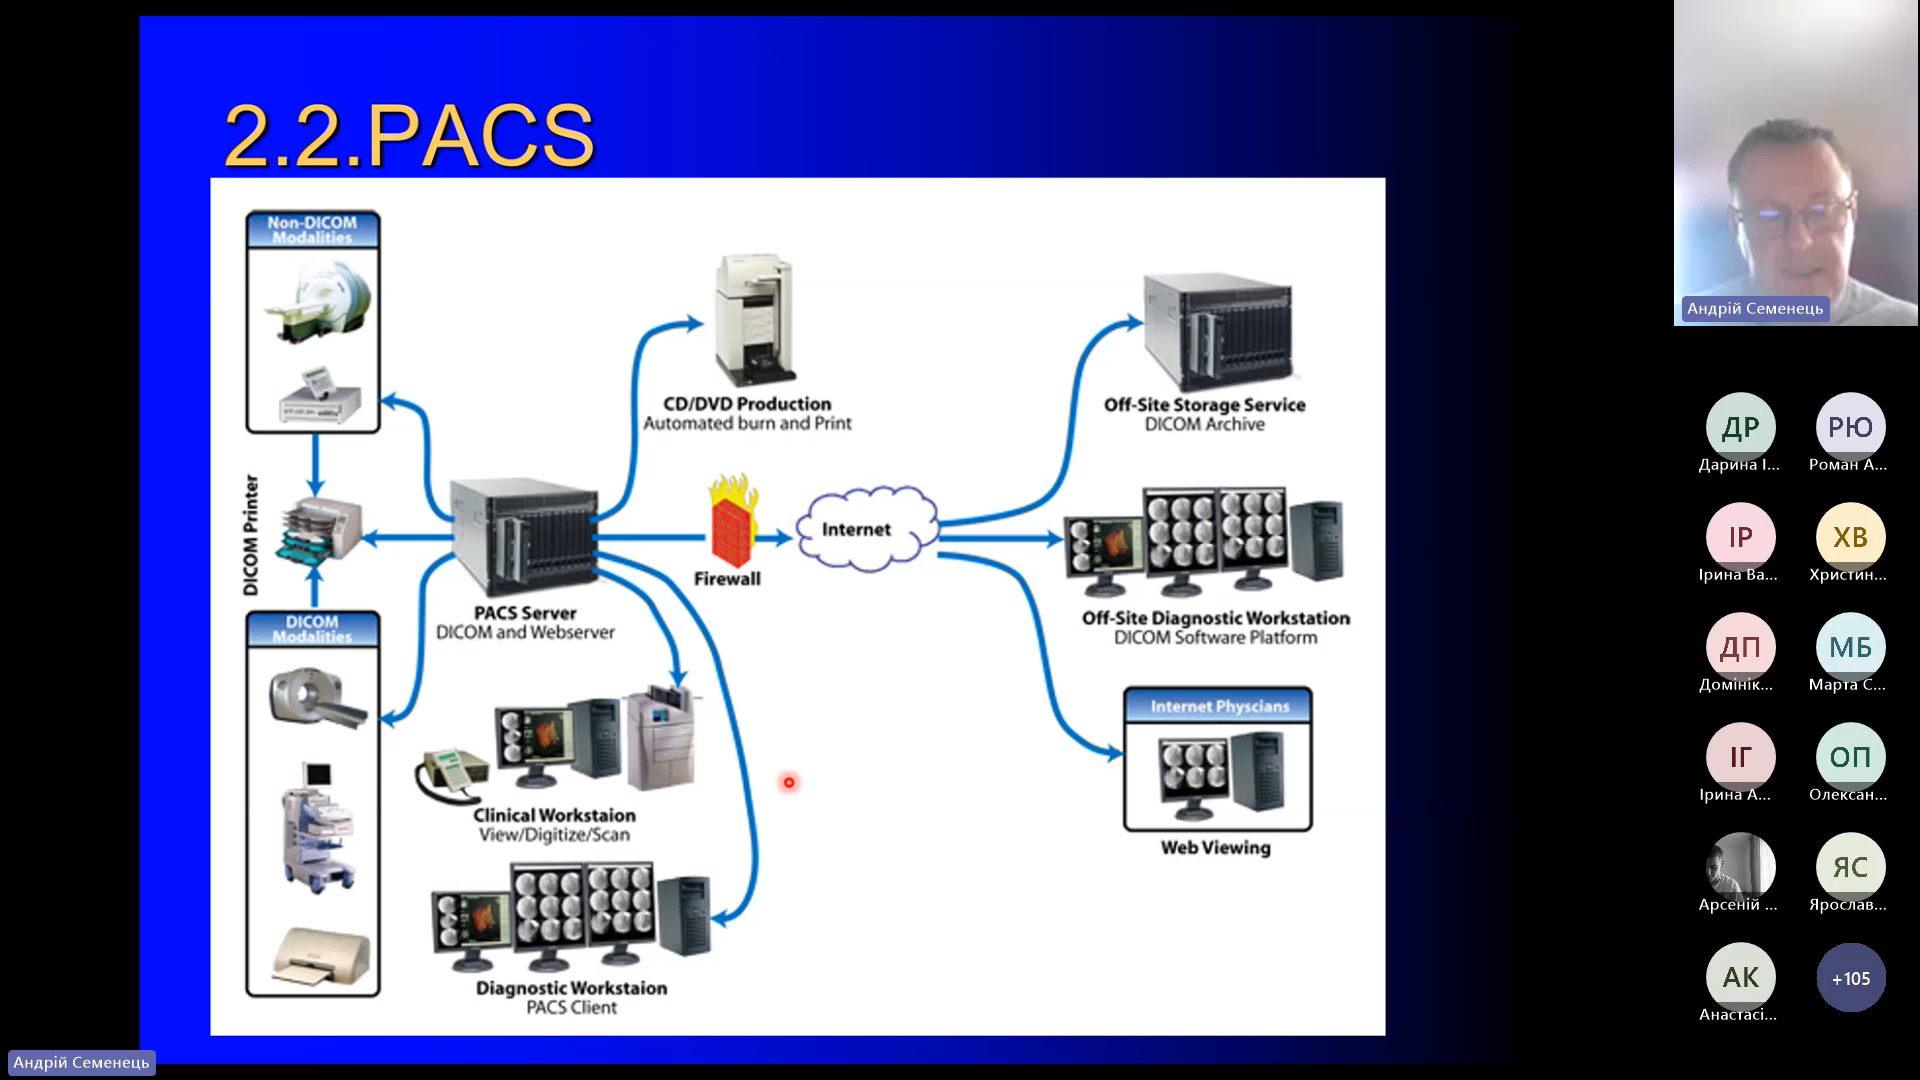 2.2.PACS
Non-DICOM
Modalities
DICOM Printer
DICOM
Modalities
PACS Server
DICOM and Webserver
CD/DVD Production
Automated burn and Print
Firewall
Internet
Off-Site Storage Service
DICOM Archive
Off-Site Diagnostic Workstation
DICOM Software Platform
Internet Physcians
Web Viewing
Clinical Workstaion
View/Digitize/Scan
Diagnostic Workstaion
PACS Client
Андрій Семенець
Андрій Семенець
ДР
Дарина І...
РЮ
Роман А...
ІР
Ірина Ва...
ХВ
Христин...
ДП
Домінік...
МБ
Марта С...
ІГ
Ірина А...
ОП
Олексан...
Арсеній ...
ЯС
Ярослав...
АК
Анастасі...
+105